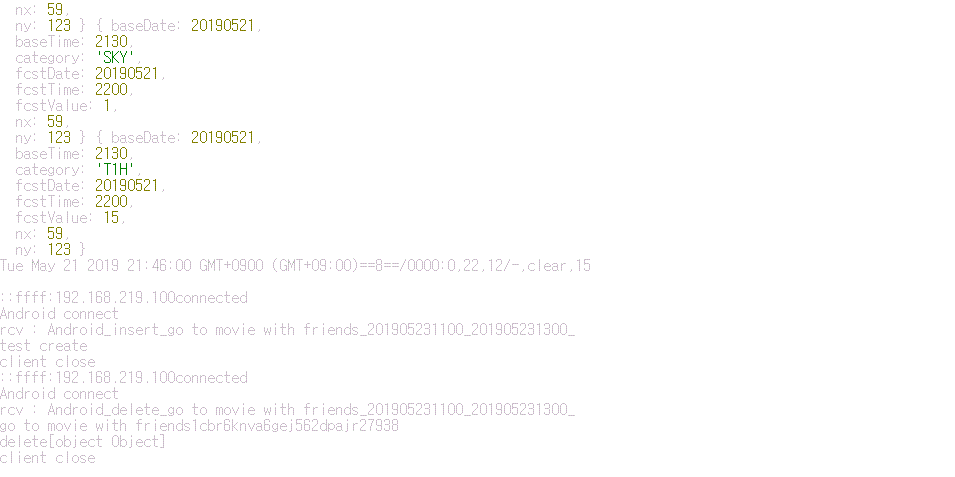 nx: 59,
ny: 123 } { baseDate: 20190521,
baseTime: 2130,
category: 'SKY',
fcstDate: 20190521,
fcstTime: 2200,
fcstValue: 1,
nx: 59,
ny: 123 } { baseDate: 20190521,
baseTime: 2130,
category: 'T1H',
fcstDate: 20190521,
fcstTime: 2200,
fcstValue: 15,
nx: 59,
ny: 123 }
Tue May 21 2019 21:46:00 GMT+0900 (GMT+09:00)==8==/0000:0,22,12/-,clear,15
::ffff:192.168.219.100connected
Android connect
rcv : Android_insert_go to movie with friends_201905231100_201905231300_
test create
client close
::ffff:192.168.219.100connected
Android connect
rcv : Android_delete_go to movie with friends_201905231100_201905231300_
go to movie with friends1cbr6knva6gej562dpajr27938
delete[object Object]
client close